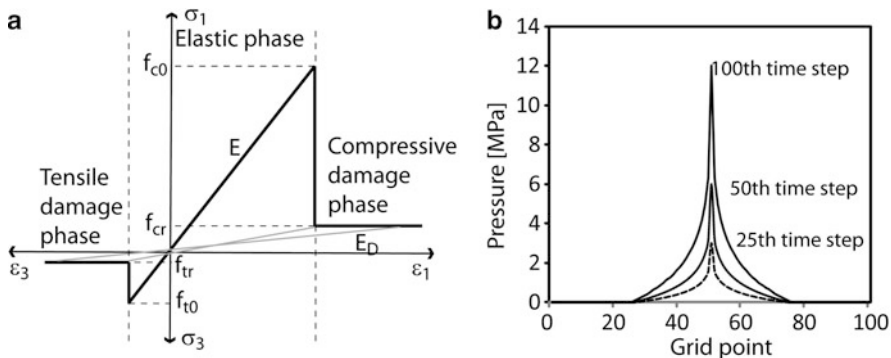 a
σ1
Elastic phase
fc0
E
Compressive
damage
phase
Tensile
damage
phase
fcr
ED
ε3
ε1
ftr
ft0
σ3
b
Pressure [MPa]
14
12
10
8
6
4
2
0
100th time step
50th time step
25th time step
0 20 40 60 80 100
Grid point